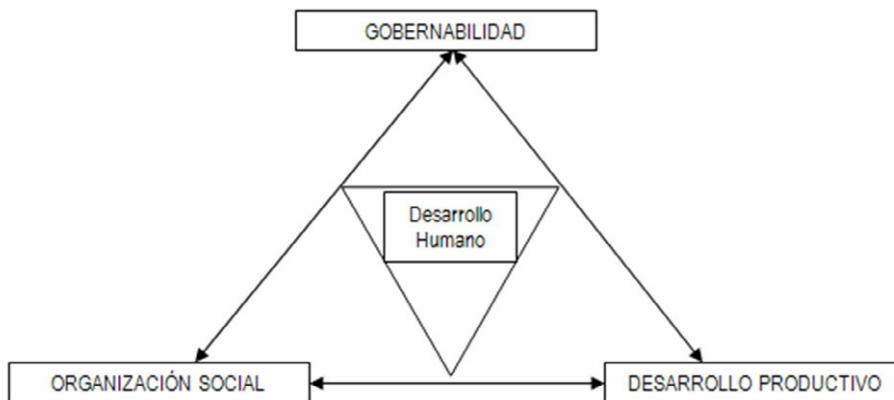 GOBERNABILIDAD
Desarrollo
Humano
ORGANIZACIÓN SOCIAL
DESARROLLO PRODUCTIVO